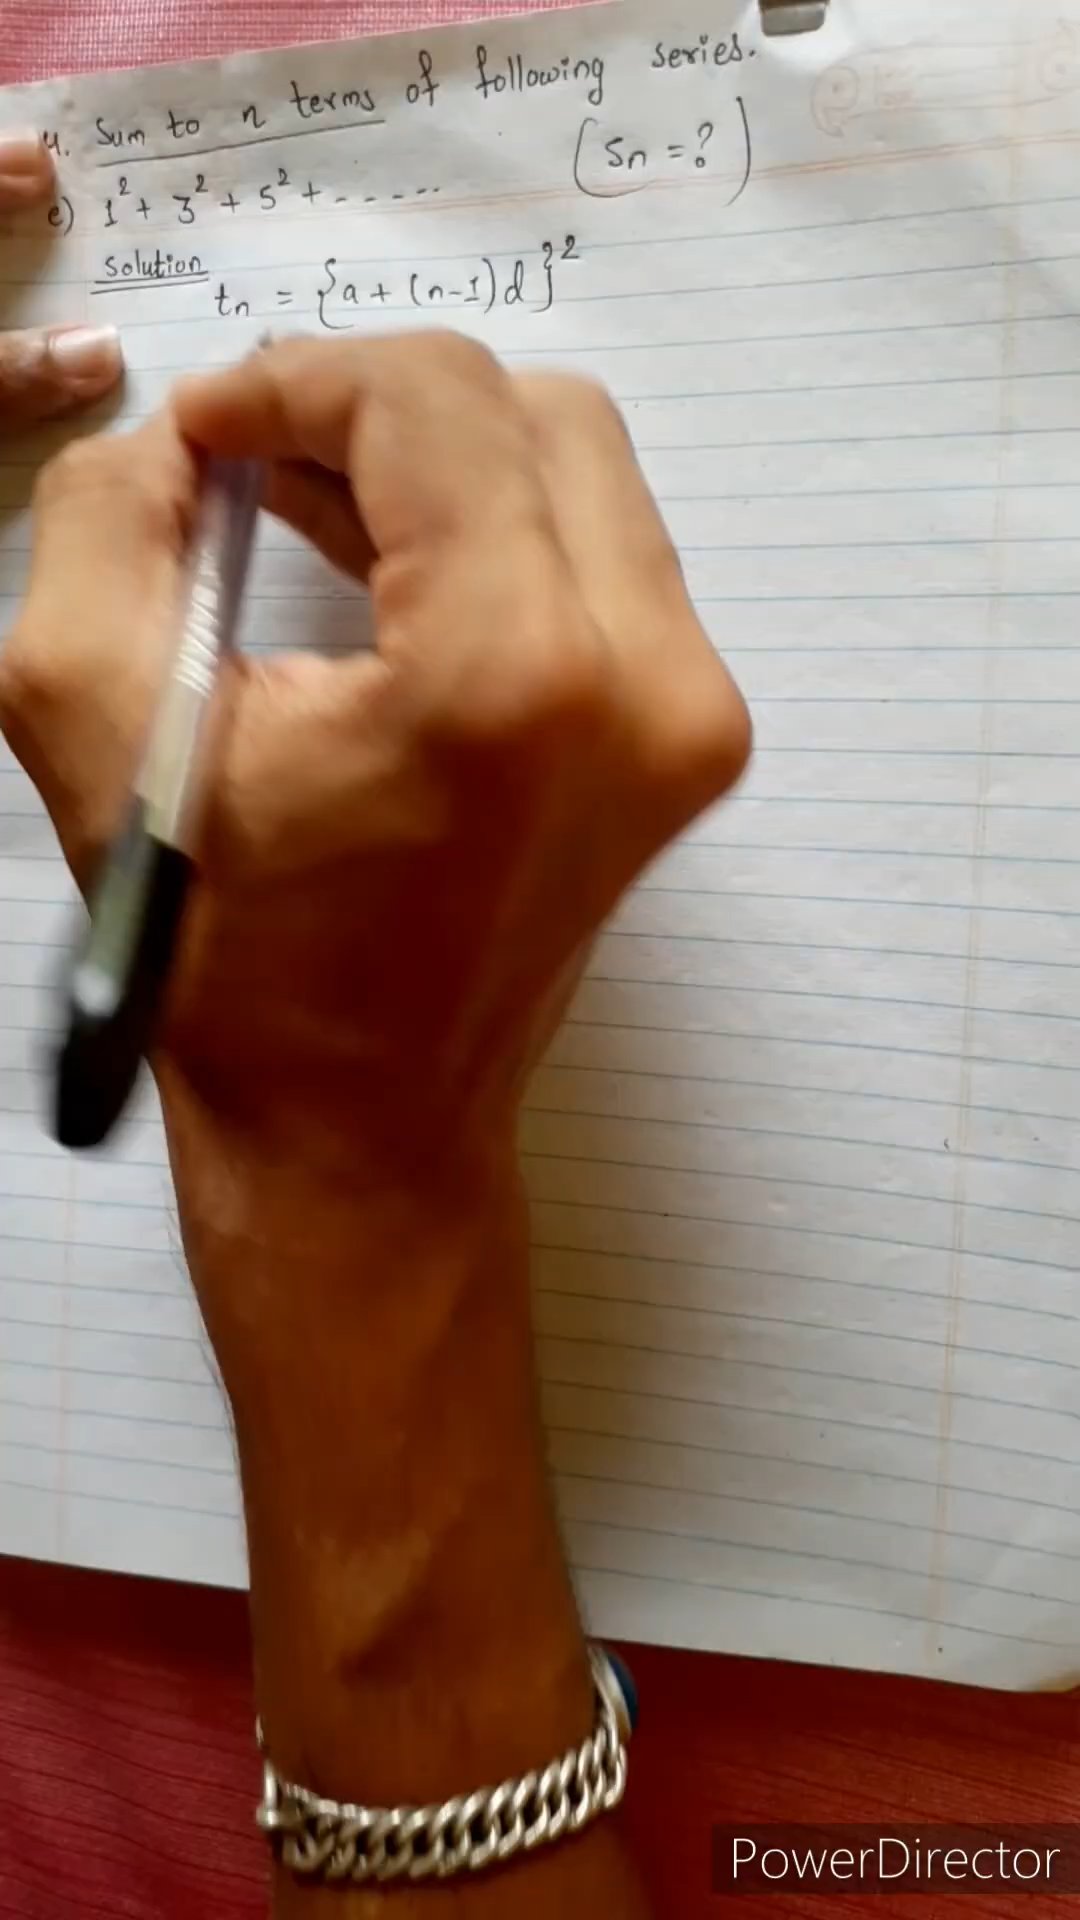 4. Sum to n terms of following series.
e) 1² + 3² + 5² + ------ (Sn = ?)
Solution
tn = {a + (n-1)d}²
PowerDirector